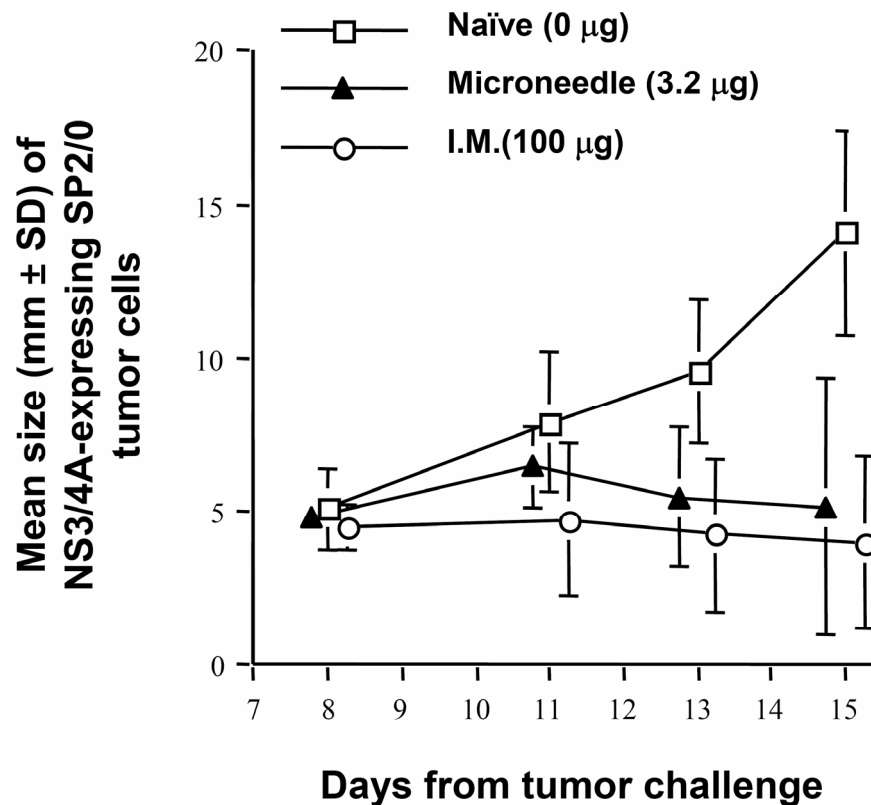 Naïve (0 μg)
Microneedle (3.2 μg)
I.M.(100 μg)
Mean size (mm ± SD) of
NS3/4A-expressing SP2/0
tumor cells
20
15
10
5
0
7 8 9 10 11 12 13 14 15
Days from tumor challenge